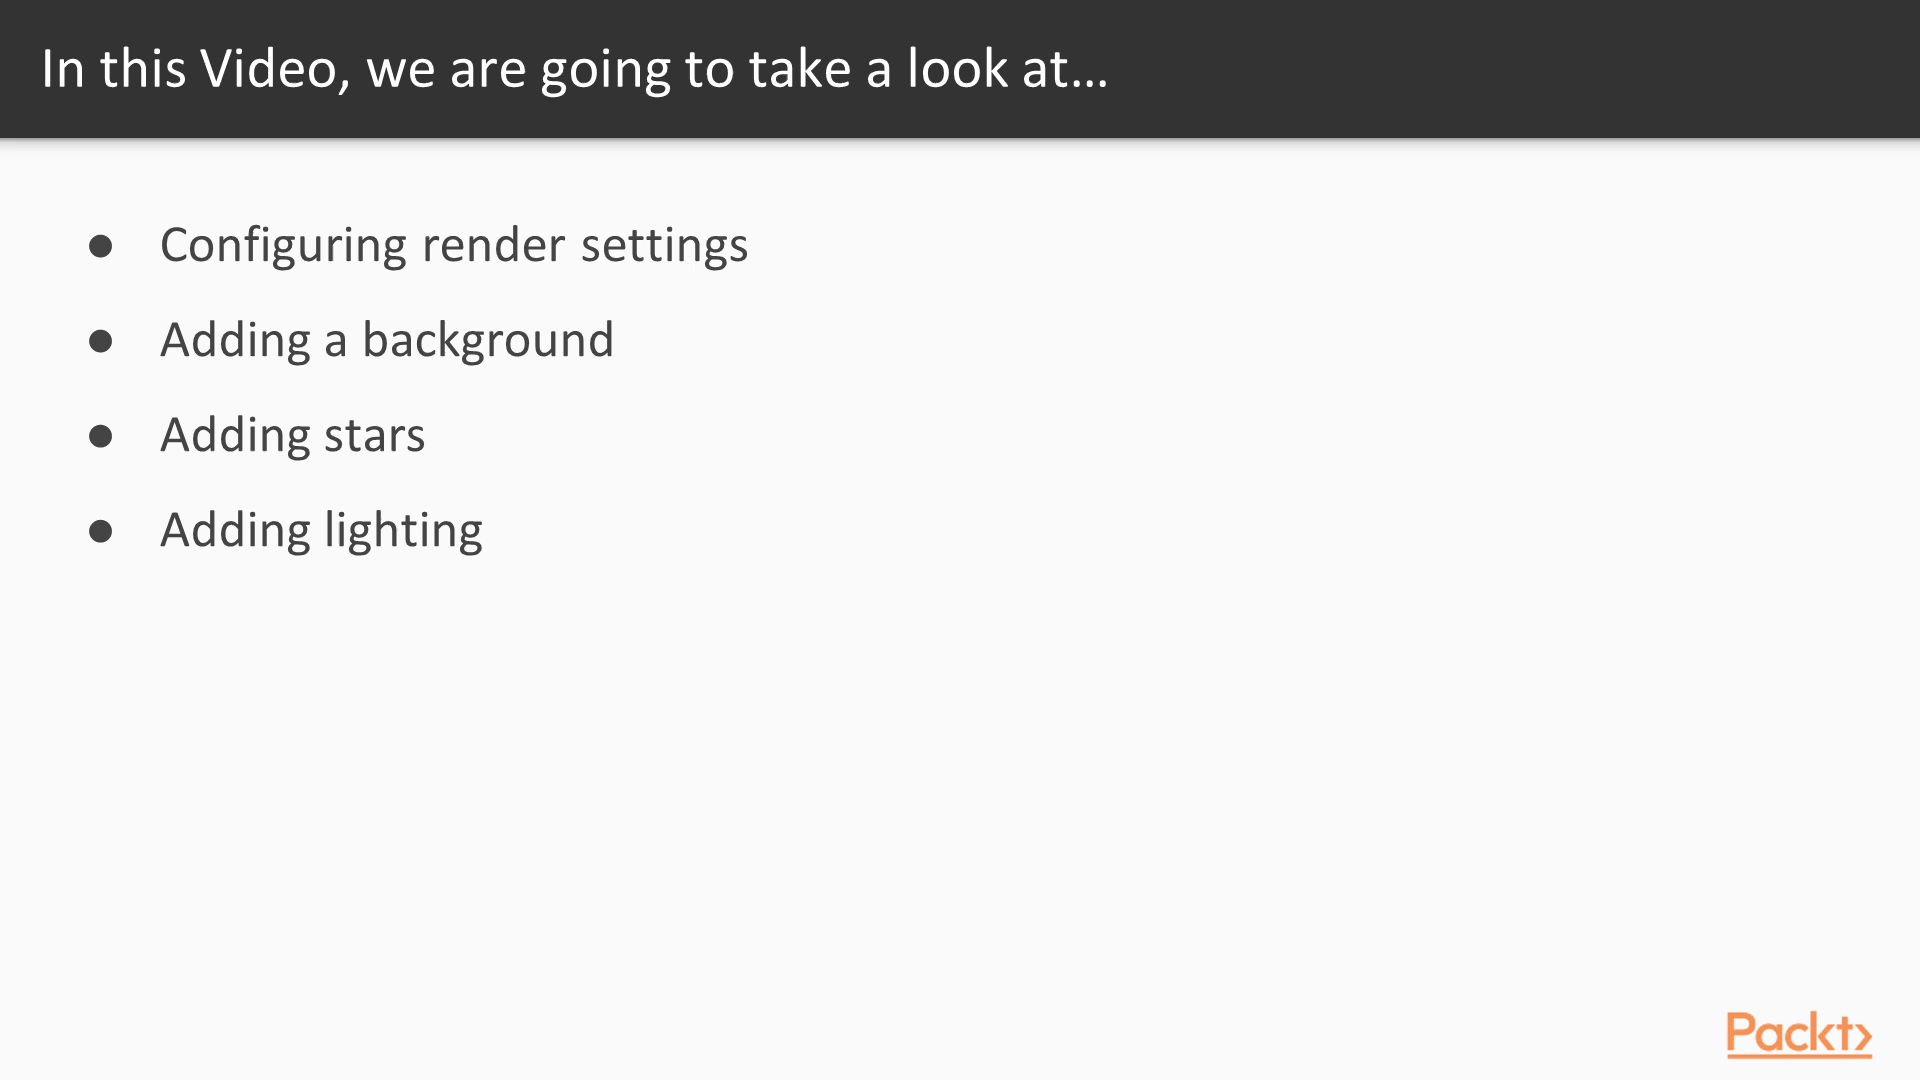 In this Video, we are going to take a look at…
● Configuring render settings
● Adding a background
● Adding stars
● Adding lighting
Packt>